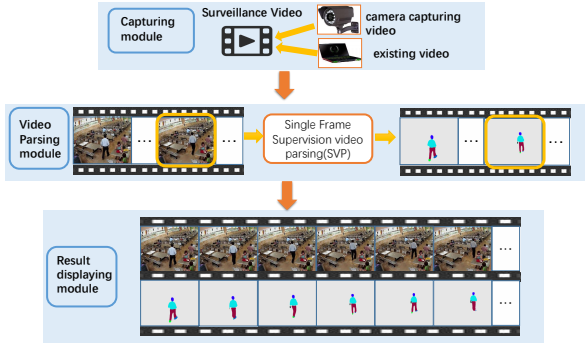 Capturing
module
Surveillance Video
camera capturing
video
existing video
Video
Parsing
module
...
...
Single Frame
Supervision video
parsing(SVP)
...
...
Result
displaying
module
...
...